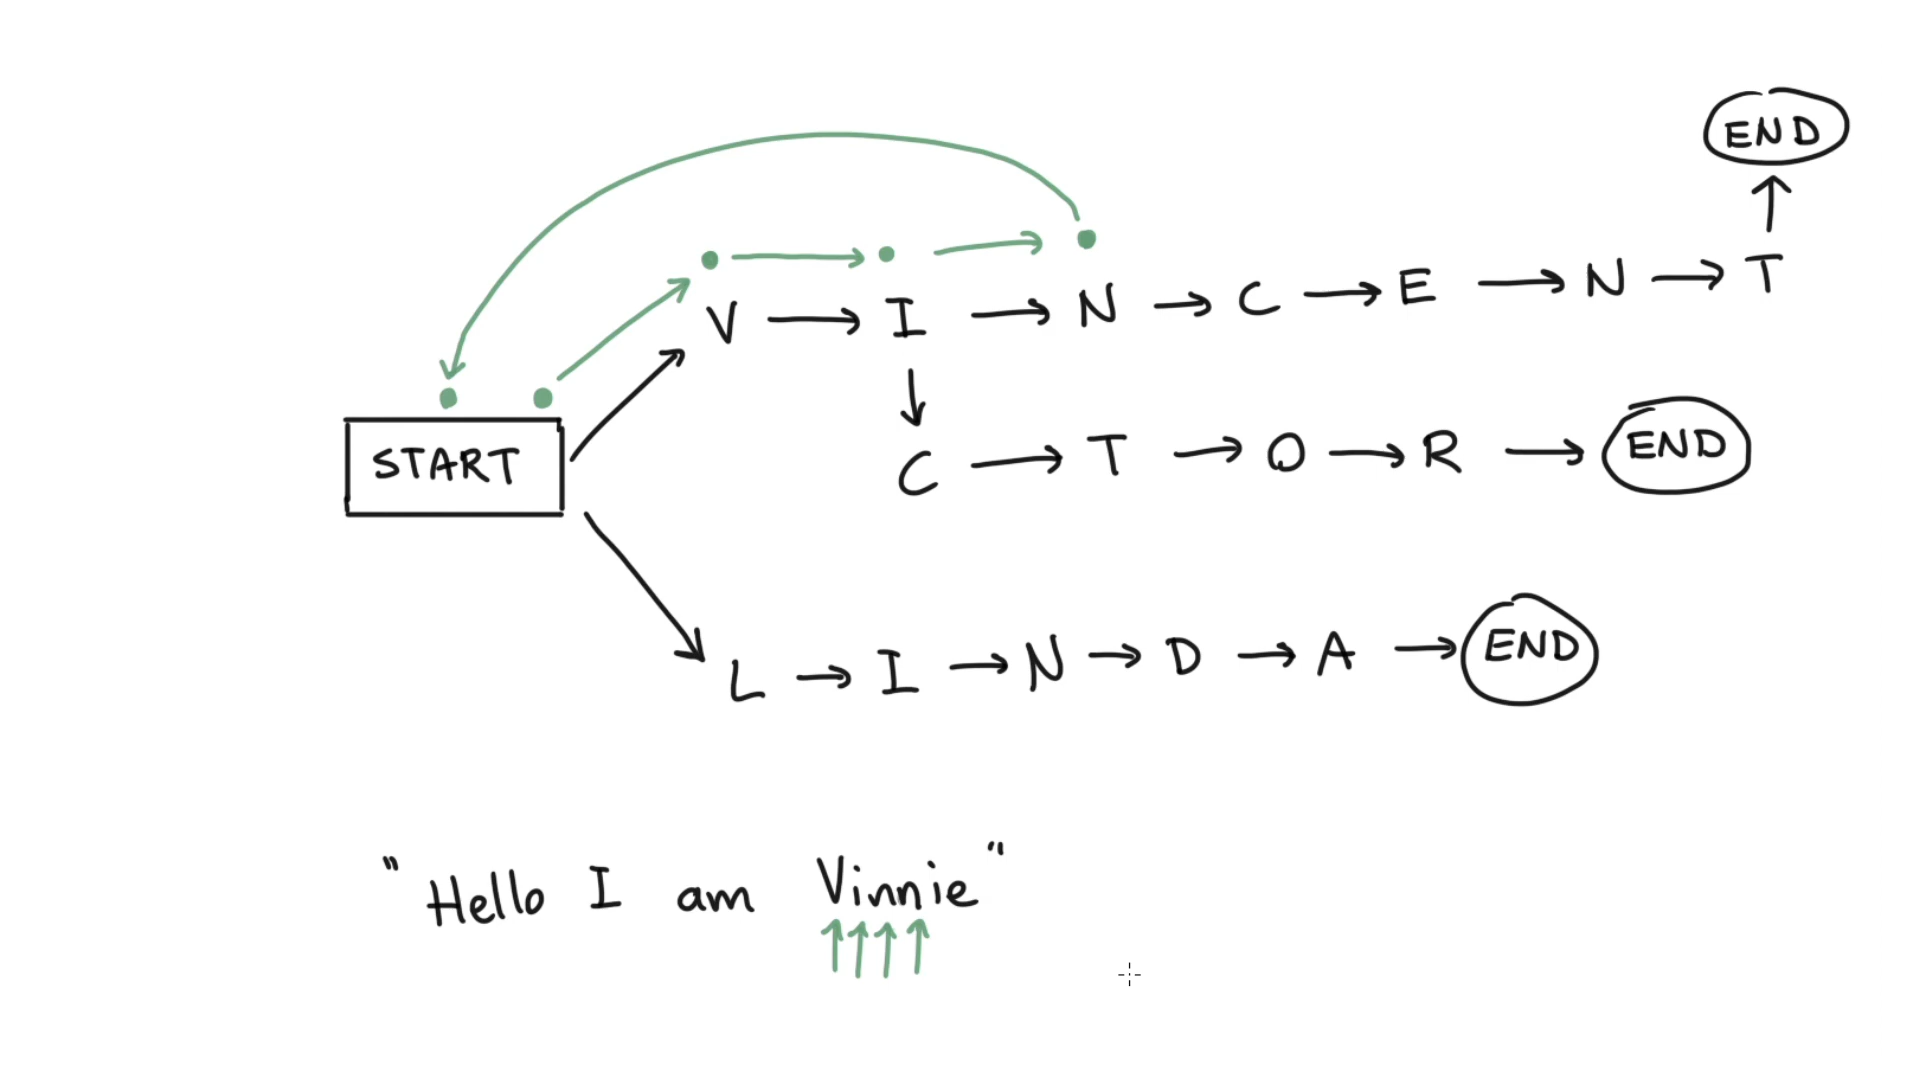 END
V → I → N → C → E → N → T
START
C → T → O → R → END
L → I → N → D → A → END
"Hello I am Vinnie"